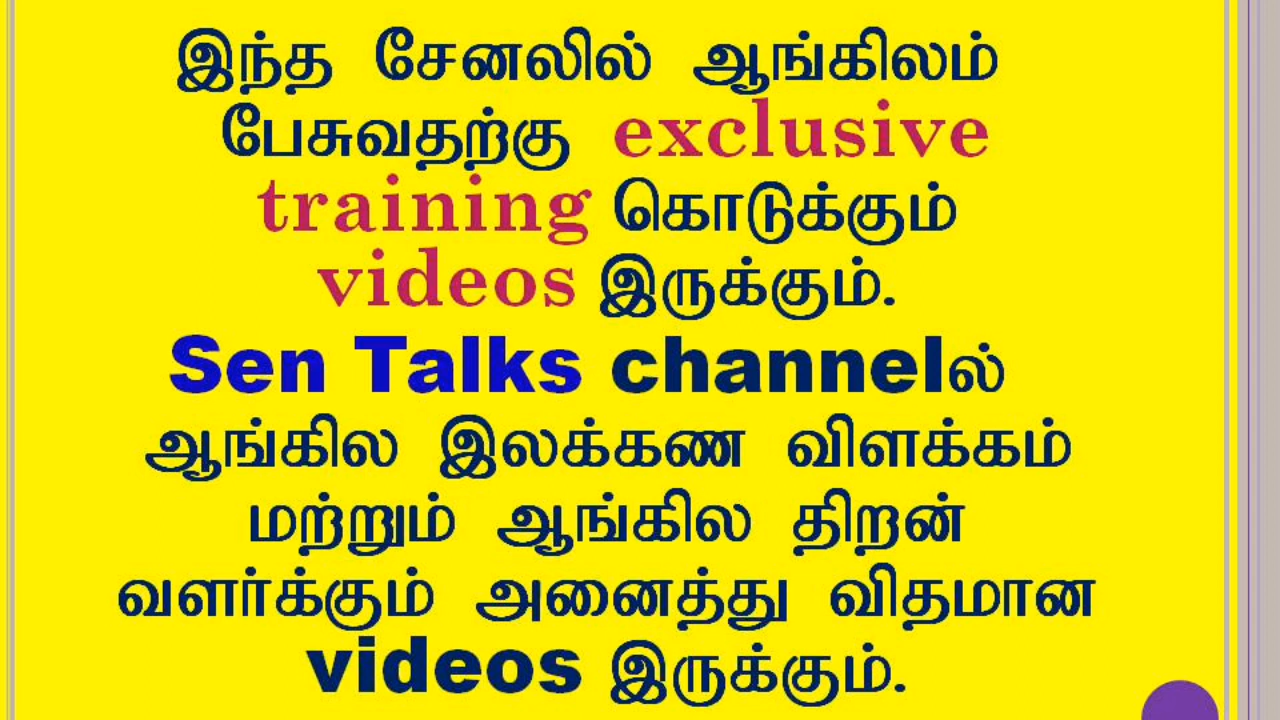 இந்த சேனலில் ஆங்கிலம்
பேசுவதற்கு exclusive
training கொடுக்கும்
videos இருக்கும்.
Sen Talks channelல்
ஆங்கில இலக்கண விளக்கம்
மற்றும் ஆங்கில திறன்
வளர்க்கும் அனைத்து விதமான
videos இருக்கும்.